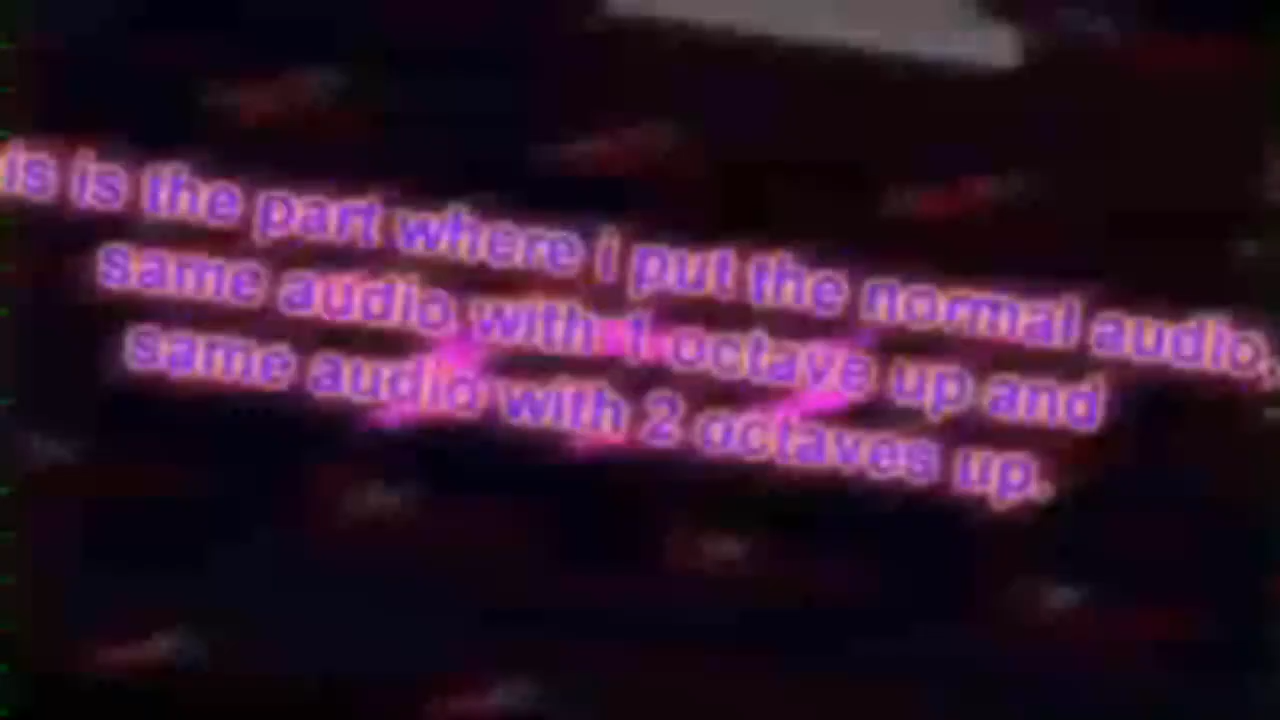 is is the part where i put the normal audio,
same audio with 1 octave up and
same audio with 2 octaves up.